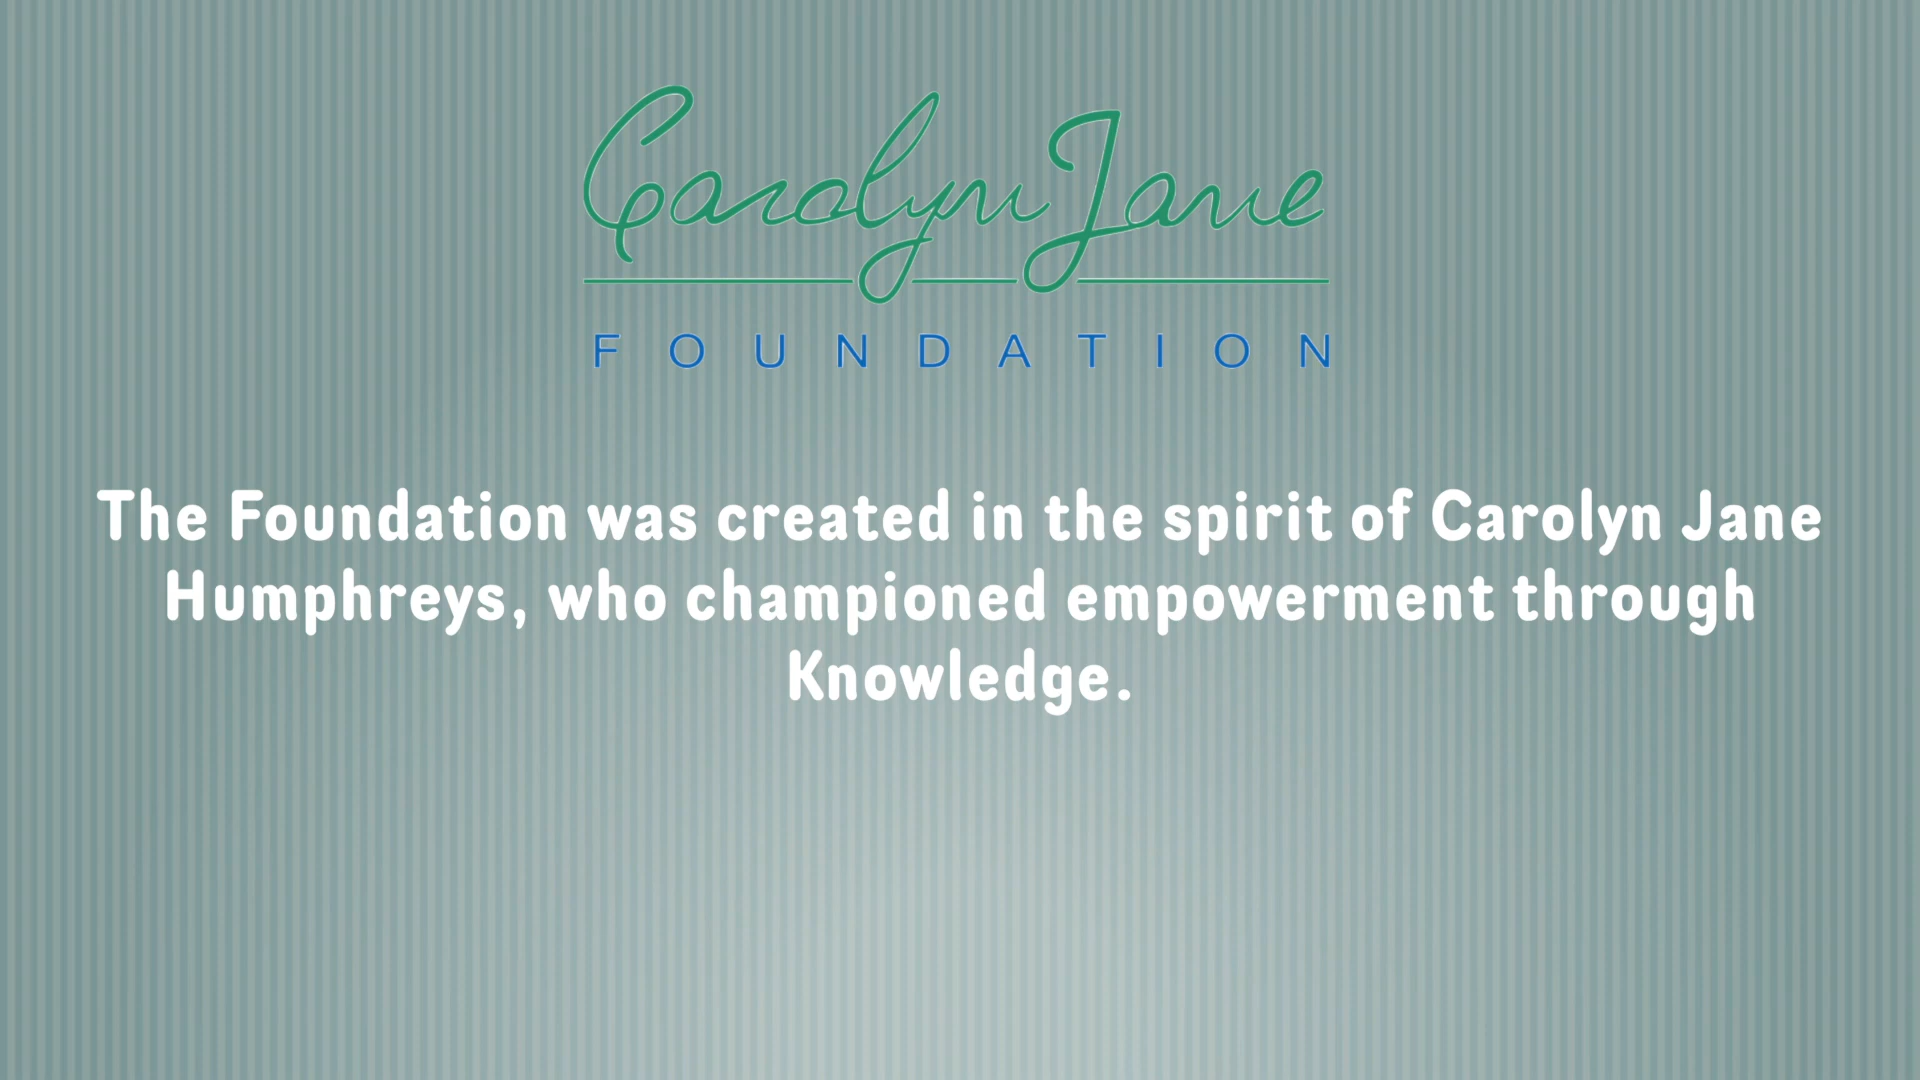 Carolyn Jane
FOUNDATION
The Foundation was created in the spirit of Carolyn Jane
Humphreys, who championed empowerment through
Knowledge.